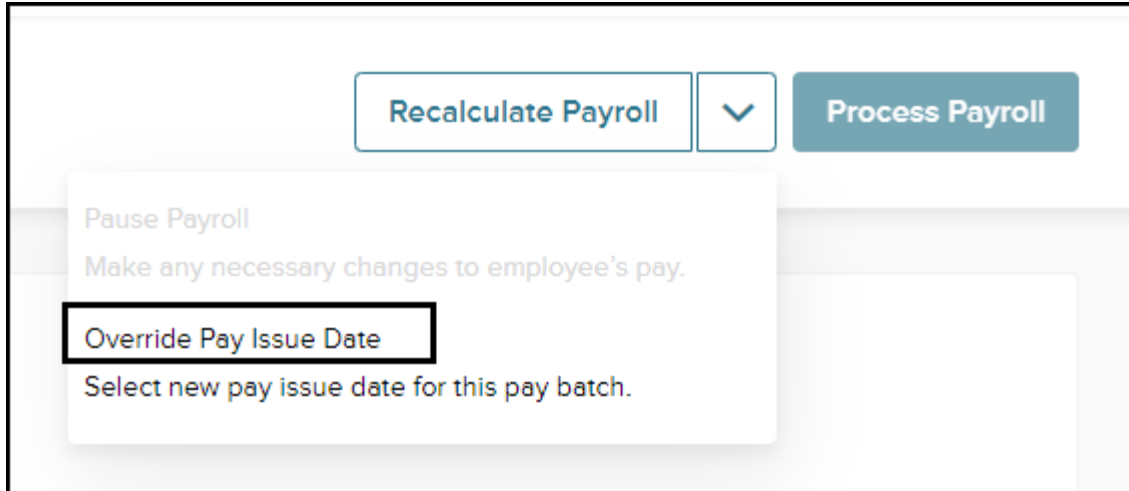 Recalculate Payroll
Process Payroll
Pause Payroll
Make any necessary changes to employee’s pay.
Override Pay Issue Date
Select new pay issue date for this pay batch.